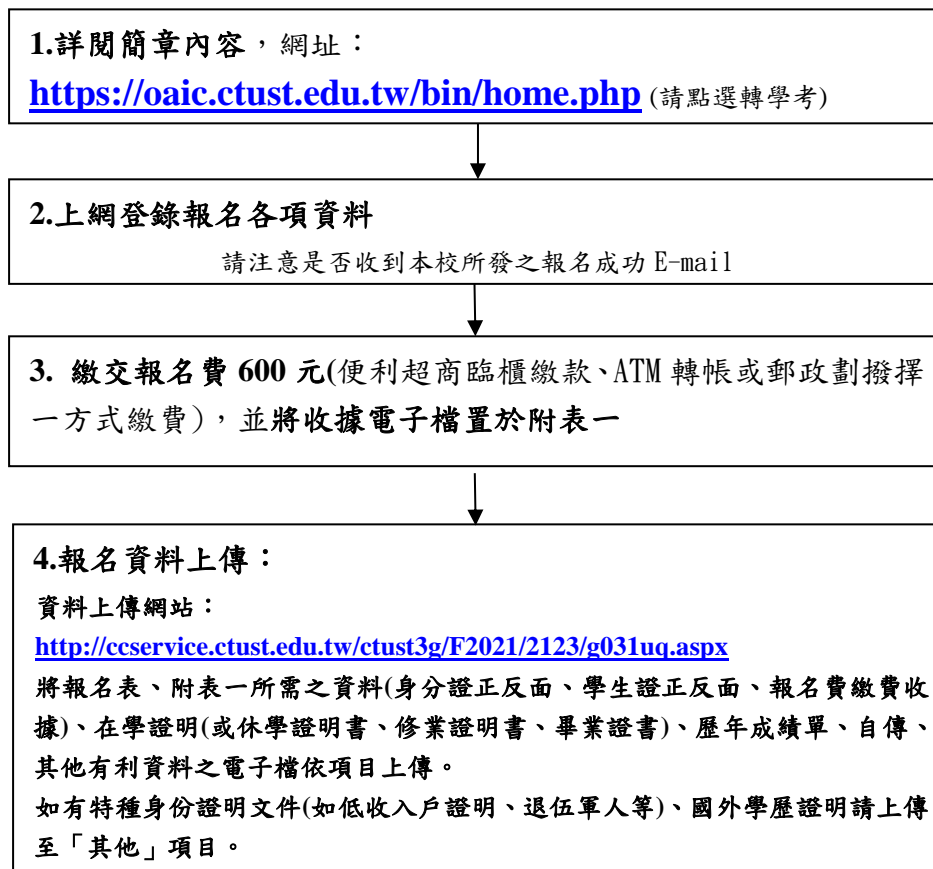 1.詳閱簡章內容，網址：
https://oaic.ctust.edu.tw/bin/home.php (請點選轉學考)
2.上網登錄報名各項資料
請注意是否收到本校所發之報名成功 E-mail
3. 繳交報名費 600 元(便利超商臨櫃繳款、ATM 轉帳或郵政劃撥擇
一方式繳費)，並將收據電子檔置於附表一
4.報名資料上傳：
資料上傳網站：
http://ccservice.ctust.edu.tw/ctust3g/F2021/2123/g031uq.aspx
將報名表、附表一所需之資料(身分證正反面、學生證正反面、報名費繳費收
據)、在學證明(或休學證明書、修業證明書、畢業證書)、歷年成績單、自傳、
其他有利資料之電子檔依項目上傳。
如有特種身份證明文件(如低收入戶證明、退伍軍人等)、國外學歷證明請上傳
至「其他」項目。